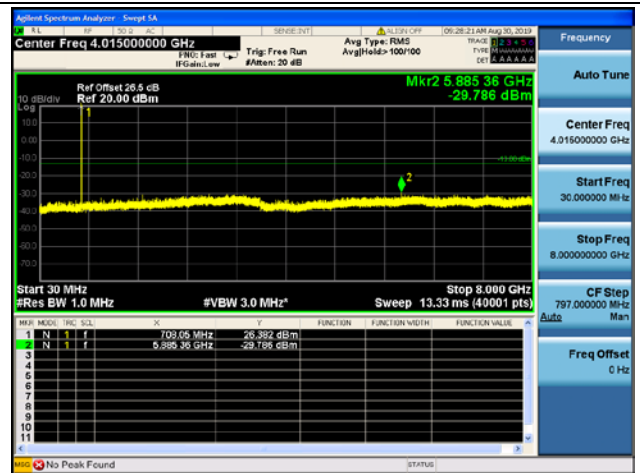 Agilent Spectrum Analyzer - Swept SA
RL RF 50 Ω AC SENSE:INT ALIGN OFF 09:28:21 AM Aug 30, 2019
Center Freq 4.015000000 GHz
PNO: Fast
IFGain:Low
Trig: Free Run
#Atten: 20 dB
Avg Type: RMS
Avg|Hold>100/100
TRACE 1 2 3 4 5 6
TYPE
DET A A A A A A
Mkr2 5.885 36 GHz
-29.786 dBm
Ref Offset 26.5 dB
Ref 20.00 dBm
10 dB/div
Log
10.0
0.00
-10.0
-20.0
-30.0
-40.0
-50.0
-60.0
-70.0
1
2
-13.00 dBm
Start 30 MHz
Stop 8.000 GHz
#Res BW 1.0 MHz
#VBW 3.0 MHz*
Sweep 13.33 ms (40001 pts)
MKR MODE TRC SCL X Y FUNCTION FUNCTION WIDTH FUNCTION VALUE
1 N 1 f 26.382 dBm
2 N 1 f 5.885 36 GHz -29.786 dBm
3
4
5
6
7
8
9
10
11
MSG No Peak Found
STATUS
Frequency
Auto Tune
Center Freq
4.015000000 GHz
Start Freq
30.000000 MHz
Stop Freq
8.000000000 GHz
CF Step
797.000000 MHz
Auto Man
Freq Offset
0 Hz